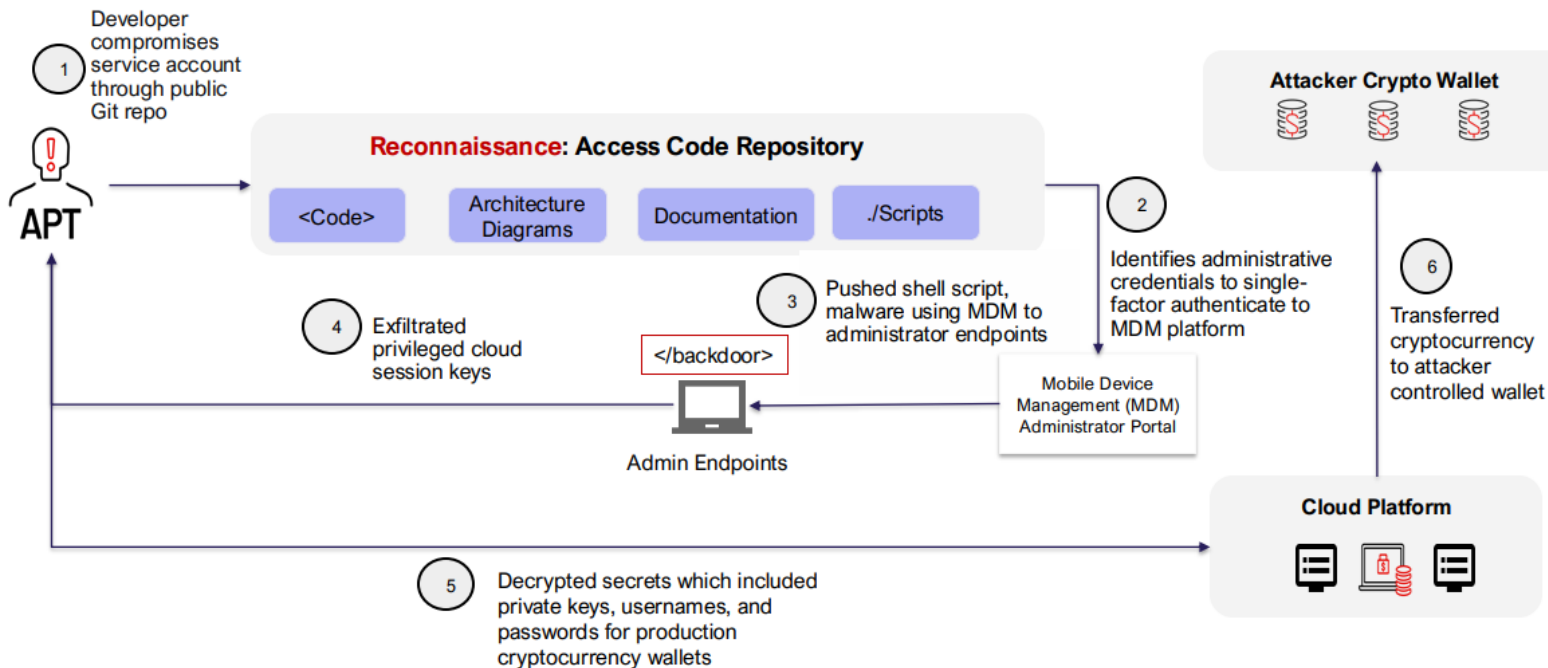 1
Developer
compromises
service account
through public
Git repo
APT
Reconnaissance: Access Code Repository
<Code>
Architecture
Diagrams
Documentation
./Scripts
2
Identifies administrative
credentials to single-
factor authenticate to
MDM platform
3
Pushed shell script,
malware using MDM to
administrator endpoints
Mobile Device
Management (MDM)
Administrator Portal
</backdoor>
Admin Endpoints
4
Exfiltrated
privileged cloud
session keys
5
Decrypted secrets which included
private keys, usernames, and
passwords for production
cryptocurrency wallets
Cloud Platform
$
6
Transferred
cryptocurrency
to attacker
controlled wallet
Attacker Crypto Wallet
$ $ $